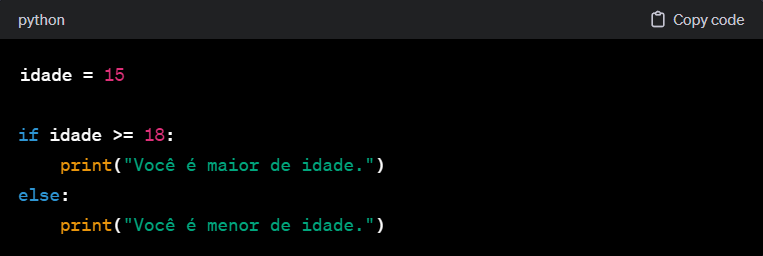 python
Copy code
idade = 15
if idade >= 18:
    print("Você é maior de idade.")
else:
    print("Você é menor de idade.")